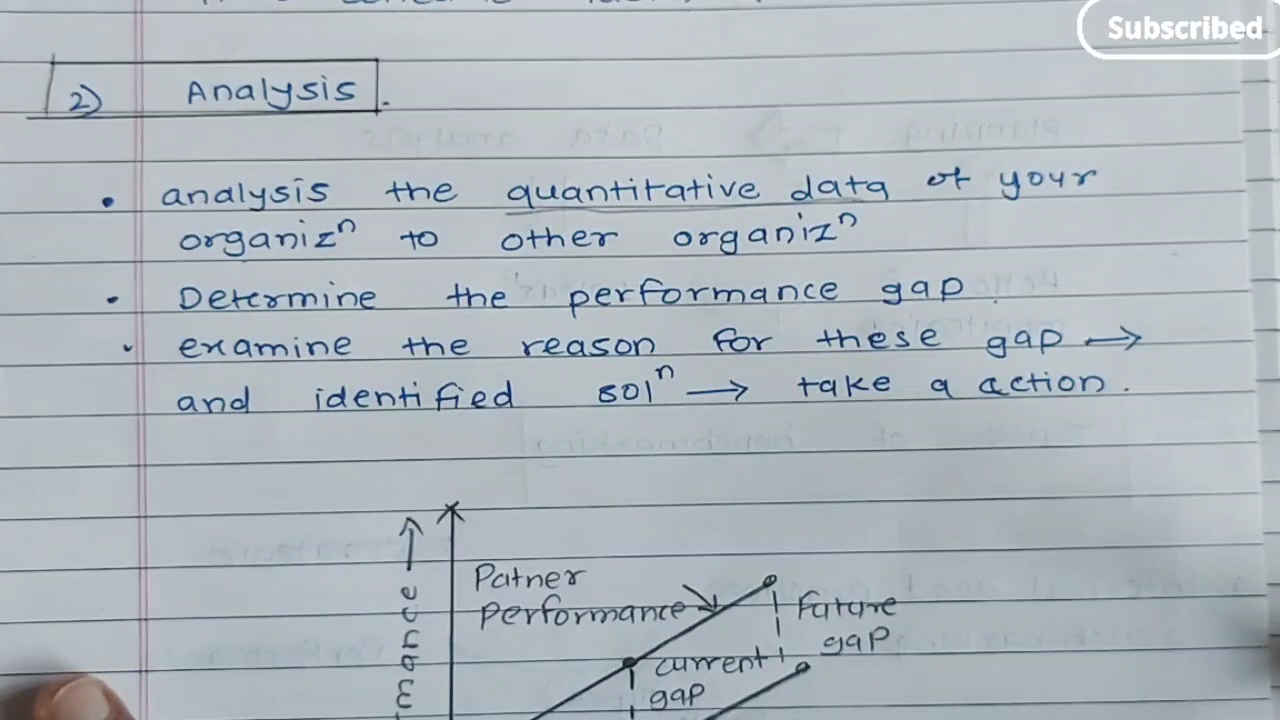 Subscribed
2) Analysis.
• analysis the quantitative data of your
organizⁿ to other organizⁿ
• Determine the performance gap.
• examine the reason for these gap →
and identified solⁿ → take a action.
Patner
performance
Future
gap
current
gap